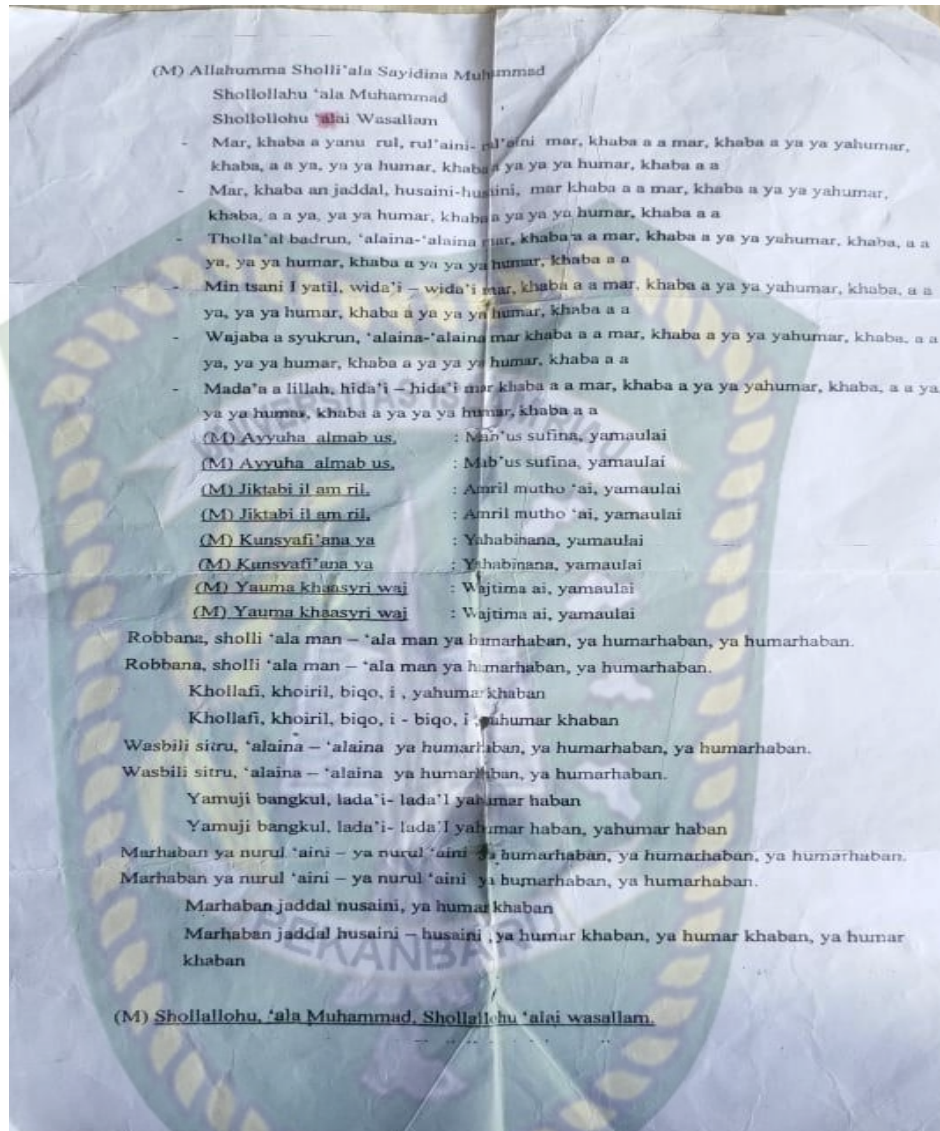 (M) Allahumma Sholli'ala Sayidina Muhammad
Shollollahu 'ala Muhammad
Shollollohu 'alai Wasallam
- Mar, khaba a yanu rul, rul'aini- rul'aini mar, khaba a a mar, khaba a ya ya yahumar,
khaba, a a ya, ya ya humar, khaba a ya ya ya humar, khaba a a
- Mar, khaba an jaddal, husaini-husaini, mar khaba a a mar, khaba a ya ya yahumar,
khaba, a a ya, ya ya humar, khaba a ya ya ya humar, khaba a a
- Tholla'al badrun, 'alaina-'alaina mar, khaba a a mar, khaba a ya ya yahumar, khaba, a a
ya, ya ya humar, khaba a ya ya ya humar, khaba a a
- Min tsani I yatil, wida'i – wida'i mar, khaba a a mar, khaba a ya ya yahumar, khaba, a a
ya, ya ya humar, khaba a ya ya ya humar, khaba a a
- Wajaba a syukrun, 'alaina-'alaina mar khaba a a mar, khaba a ya ya yahumar, khaba, a a
ya, ya ya humar, khaba a ya ya ya humar, khaba a a
- Mada'a a lillah, hida'i – hida'i mar khaba a a mar, khaba a ya ya yahumar, khaba, a a ya
ya ya humar, khaba a ya ya ya humar, khaba a a
(M) Ayyuha almab us, : Mab'us sufina, yamaulai
(M) Ayyuha almab us, : Mab'us sufina, yamaulai
(M) Jiktabi il am ril, : Amril mutho 'ai, yamaulai
(M) Jiktabi il am ril, : Amril mutho 'ai, yamaulai
(M) Kunsyafi'ana ya : Yahabinana, yamaulai
(M) Kunsyafi'ana ya : Yahabinana, yamaulai
(M) Yauma khaasyri waj : Wajtima ai, yamaulai
(M) Yauma khaasyri waj : Wajtima ai, yamaulai
Robbana, sholli 'ala man – 'ala man ya humarhaban, ya humarhaban, ya humarhaban.
Robbana, sholli 'ala man – 'ala man ya humarhaban, ya humarhaban.
Khollafi, khoiril, biqo, i , yahumar khaban
Khollafi, khoiril, biqo, i - biqo, i , yahumar khaban
Wasbili sitru, 'alaina – 'alaina ya humarhaban, ya humarhaban, ya humarhaban.
Wasbili sitru, 'alaina – 'alaina ya humarhaban, ya humarhaban.
Yamuji bangkul, lada'i- lada'I yahumar haban
Yamuji bangkul, lada'i- lada'I yahumar haban, yahumar haban
Marhaban ya nurul 'aini – ya nurul 'aini ya humarhaban, ya humarhaban, ya humarhaban.
Marhaban ya nurul 'aini – ya nurul 'aini ya humarhaban, ya humarhaban.
Marhaban jaddal nusaini, ya humar khaban
Marhaban jaddal husaini – husaini ,ya humar khaban, ya humar khaban, ya humar
khaban
(M) Shollallohu, 'ala Muhammad, Shollallohu 'alai wasallam.